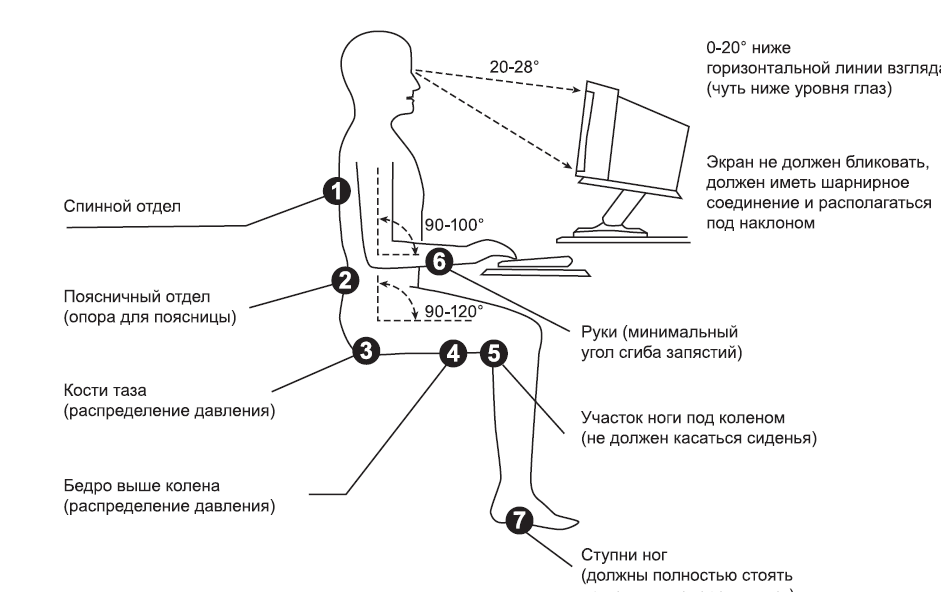 0-20° ниже
горизонтальной линии взгляда
(чуть ниже уровня глаз)
20-28°
Экран не должен бликовать,
должен иметь шарнирное
соединение и располагаться
под наклоном
1
Спинной отдел
90-100°
6
2
Поясничный отдел
(опора для поясницы)
90-120°
Руки (минимальный
угол сгиба запястий)
3
4
5
Кости таза
(распределение давления)
Участок ноги под коленом
(не должен касаться сиденья)
Бедро выше колена
(распределение давления)
7
Ступни ног
(должны полностью стоять